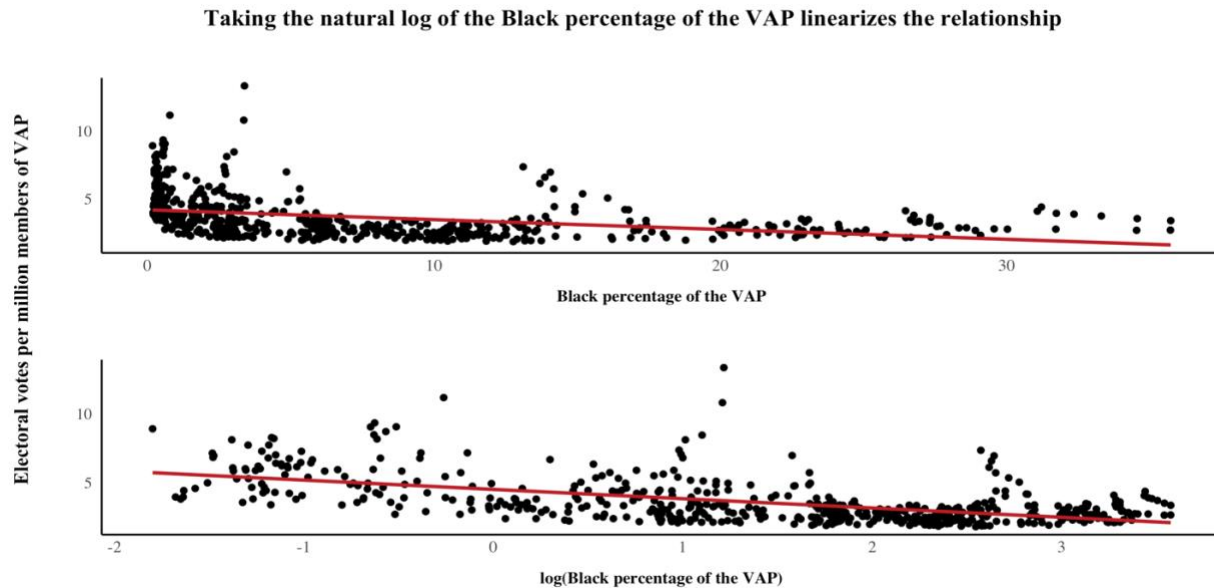 Taking the natural log of the Black percentage of the VAP linearizes the relationship
Electoral votes per million members of VAP
10
5
0 10 20 30
Black percentage of the VAP
10
5
-2 -1 0 1 2 3
log(Black percentage of the VAP)